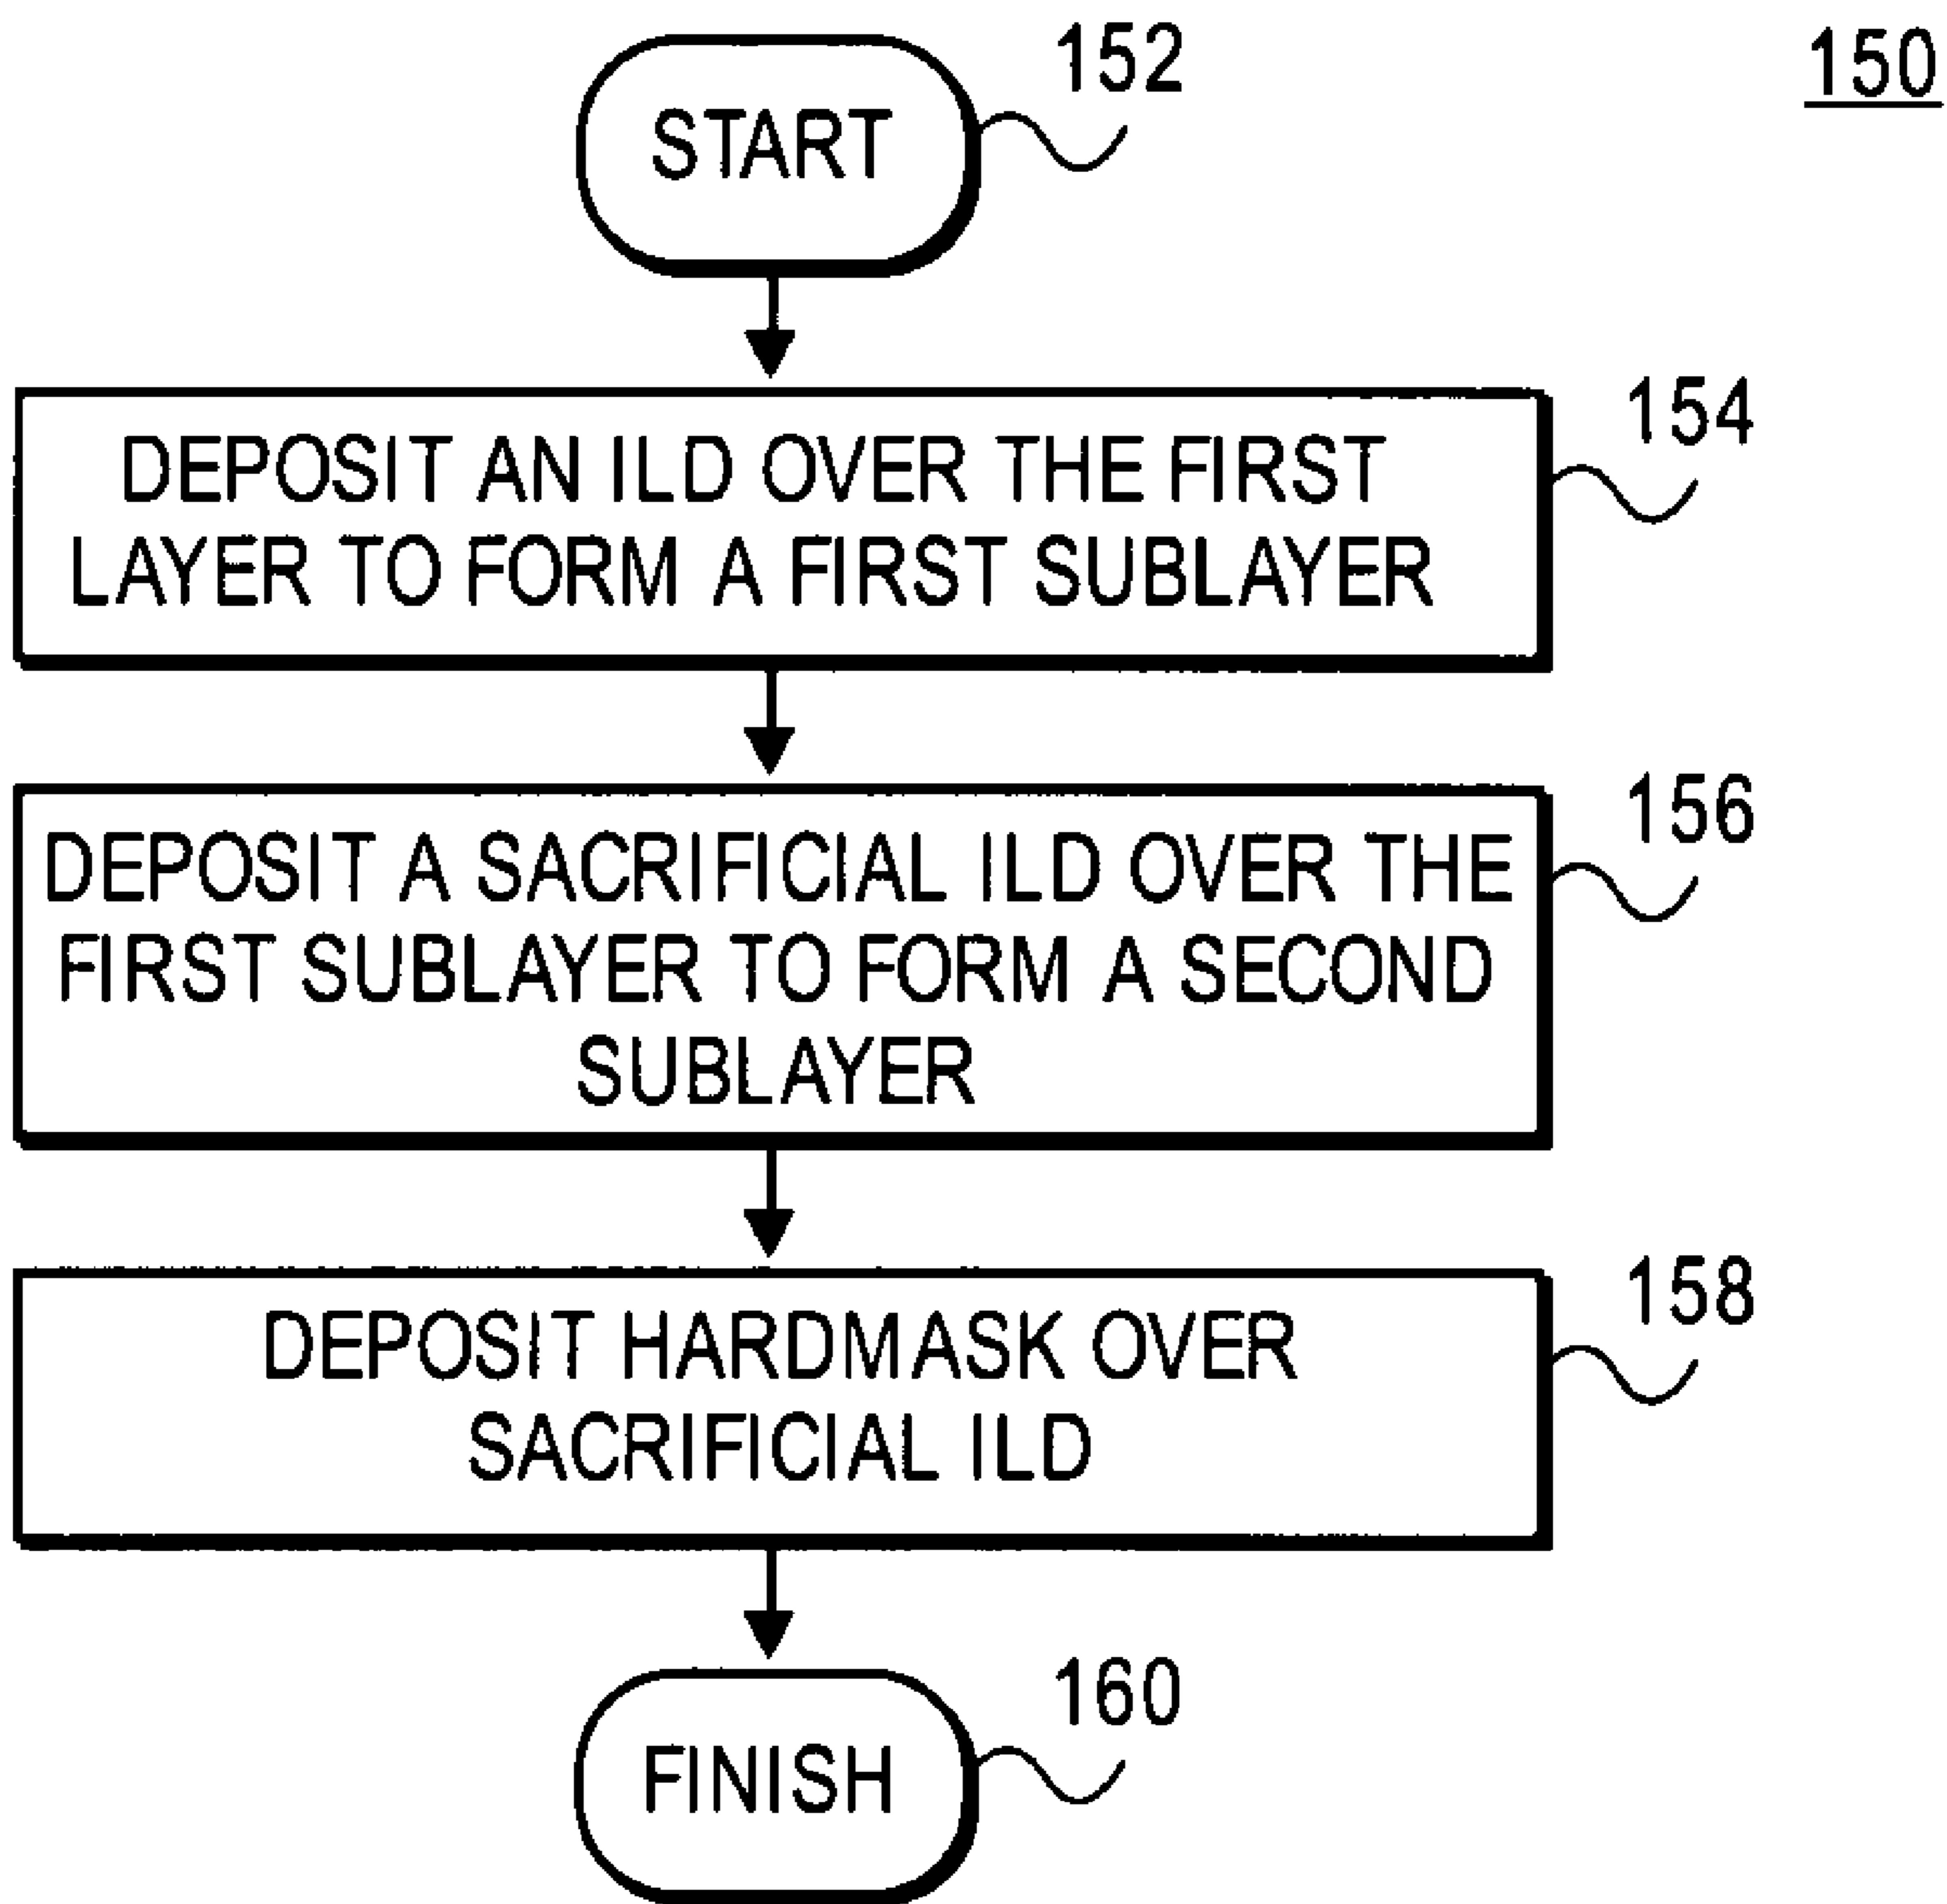 152
150
START
154
DEPOSIT AN ILD OVER THE FIRST
LAYER TO FORM A FIRST SUBLAYER
156
DEPOSIT A SACRIFICIAL ILD OVER THE
FIRST SUBLAYER TO FORM A SECOND
SUBLAYER
158
DEPOSIT HARDMASK OVER
SACRIFICIAL ILD
160
FINISH